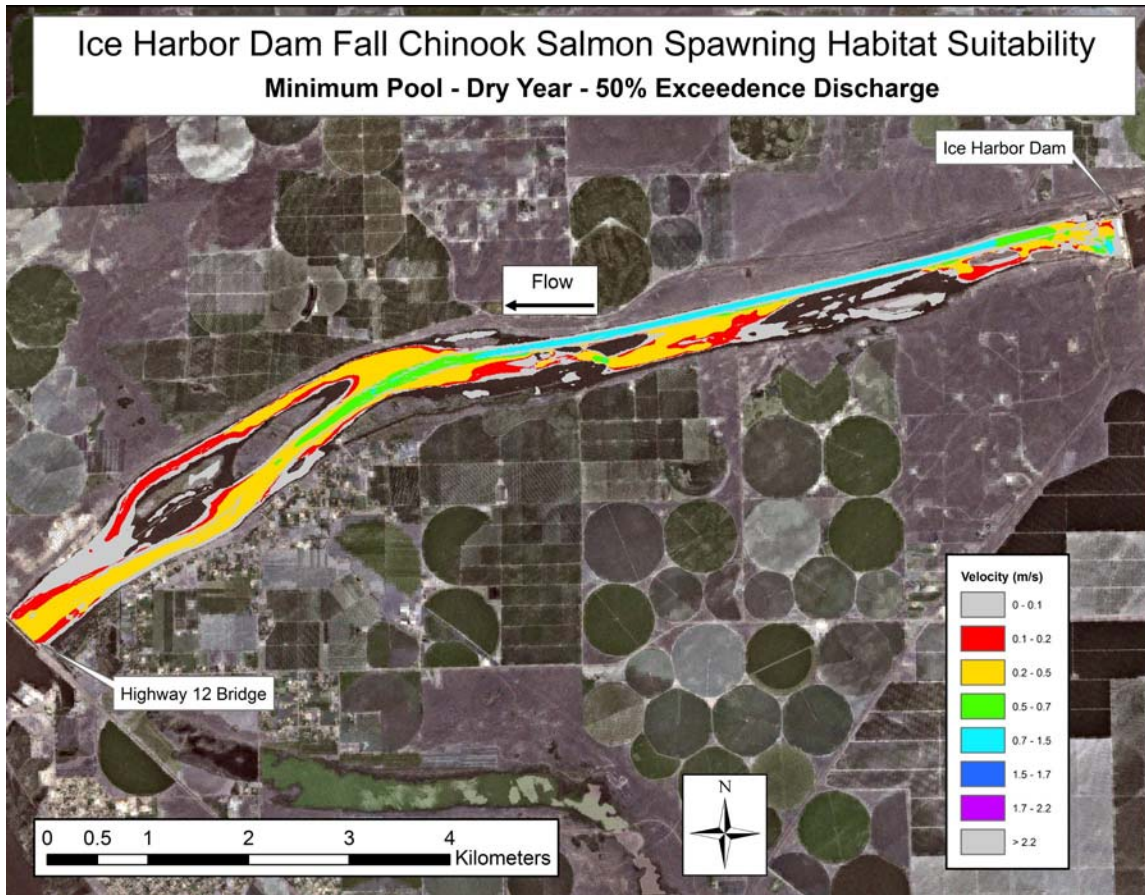 Ice Harbor Dam Fall Chinook Salmon Spawning Habitat Suitability
Minimum Pool - Dry Year - 50% Exceedence Discharge
Ice Harbor Dam
Flow
Highway 12 Bridge
Velocity (m/s)
0 - 0.1
0.1 - 0.2
0.2 - 0.5
0.5 - 0.7
0.7 - 1.5
1.5 - 1.7
1.7 - 2.2
> 2.2
N
0 0.5 1 2 3 4
Kilometers